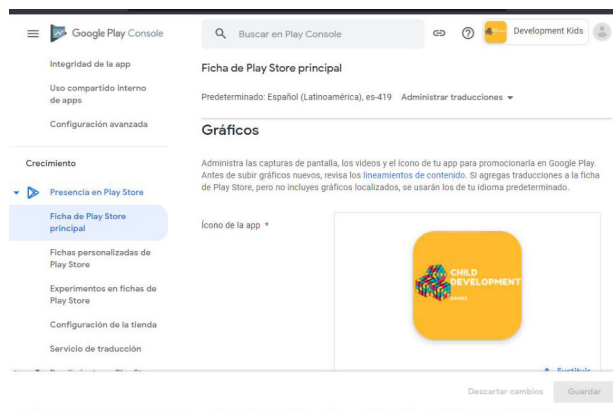 Google Play Console
Buscar en Play Console
Development Kids
Integridad de la app
Uso compartido interno
de apps
Configuración avanzada
Crecimiento
Presencia en Play Store
Ficha de Play Store
principal
Fichas personalizadas de
Play Store
Experimentos en fichas de
Play Store
Configuración de la tienda
Servicio de traducción
Ficha de Play Store principal
Predeterminado: Español (Latinoamérica), es-419 Administrar traducciones
Gráficos
Administra las capturas de pantalla, los videos y el ícono de tu app para promocionarla en Google Play.
Antes de subir gráficos nuevos, revisa los lineamientos de contenido. Si agregas traducciones a la ficha
de Play Store, pero no incluyes gráficos localizados, se usarán los de tu idioma predeterminado.
Ícono de la app *
CHILD
DEVELOPMENT
GAMES
Sustituir
Descartar cambios Guardar